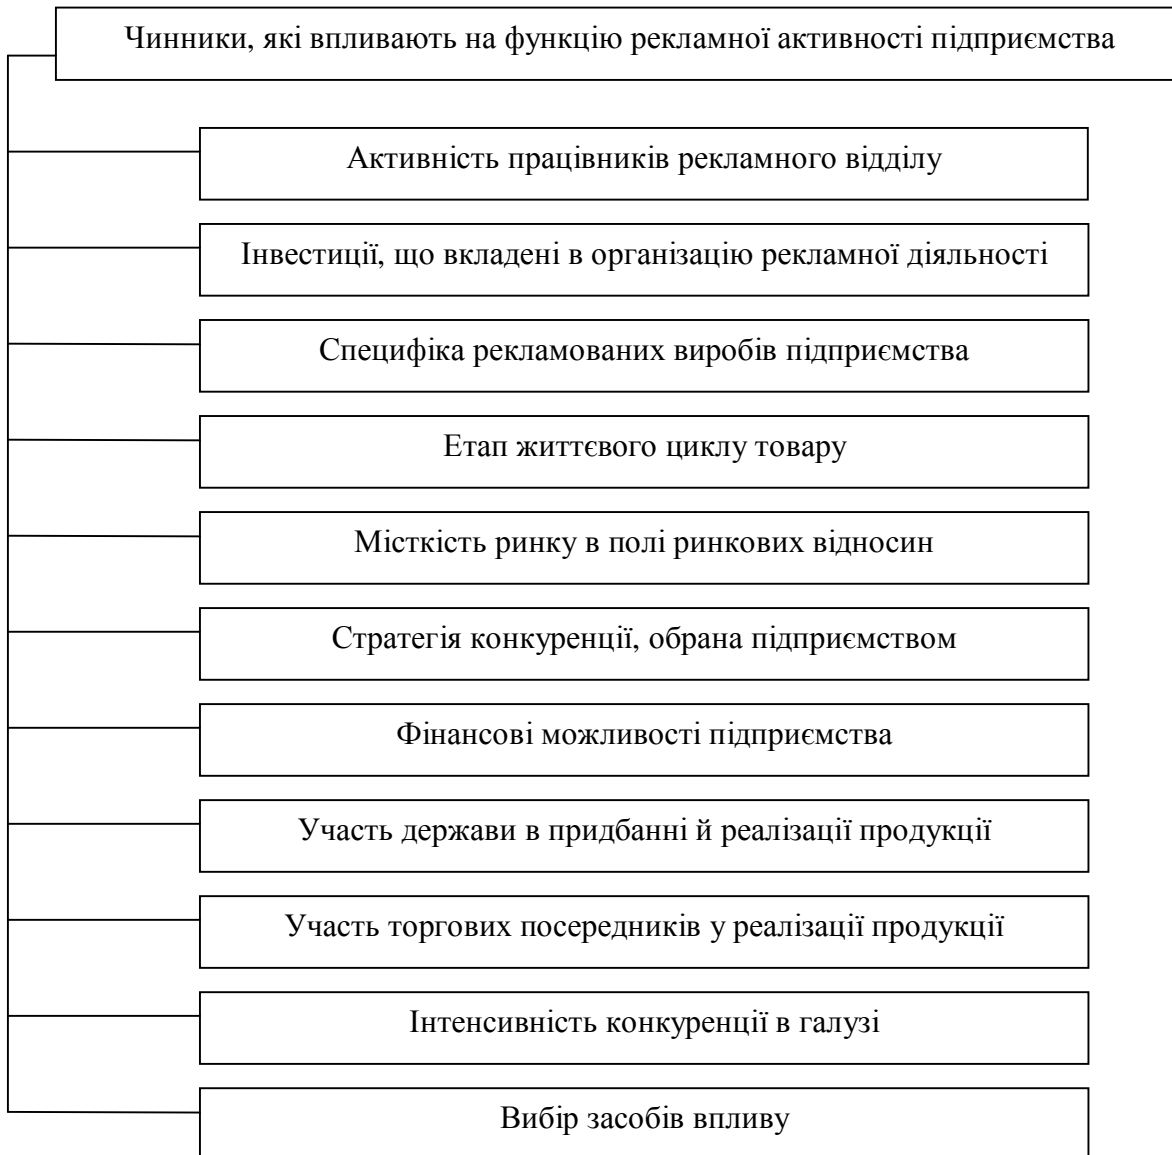 Чинники, які впливають на функцію рекламної активності підприємства
Активність працівників рекламного відділу
Інвестиції, що вкладені в організацію рекламної діяльності
Специфіка рекламованих виробів підприємства
Етап життєвого циклу товару
Місткість ринку в полі ринкових відносин
Стратегія конкуренції, обрана підприємством
Фінансові можливості підприємства
Участь держави в придбанні й реалізації продукції
Участь торгових посередників у реалізації продукції
Інтенсивність конкуренції в галузі
Вибір засобів впливу